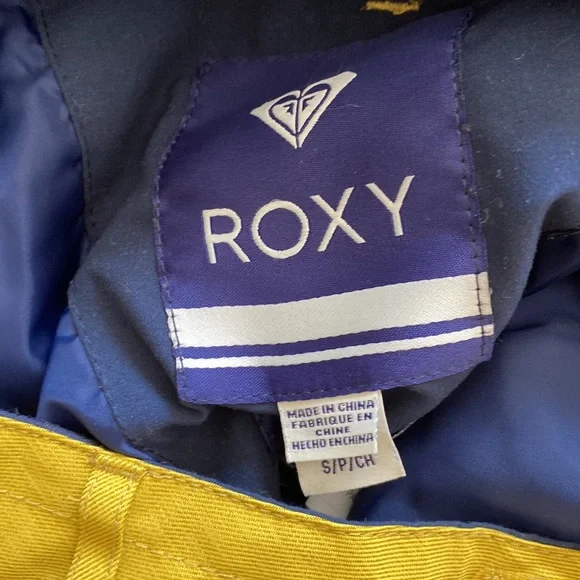 ROXY
MADE IN CHINA
FABRIQUE EN
CHINE
HECHO EN CHINA
S/P/CH